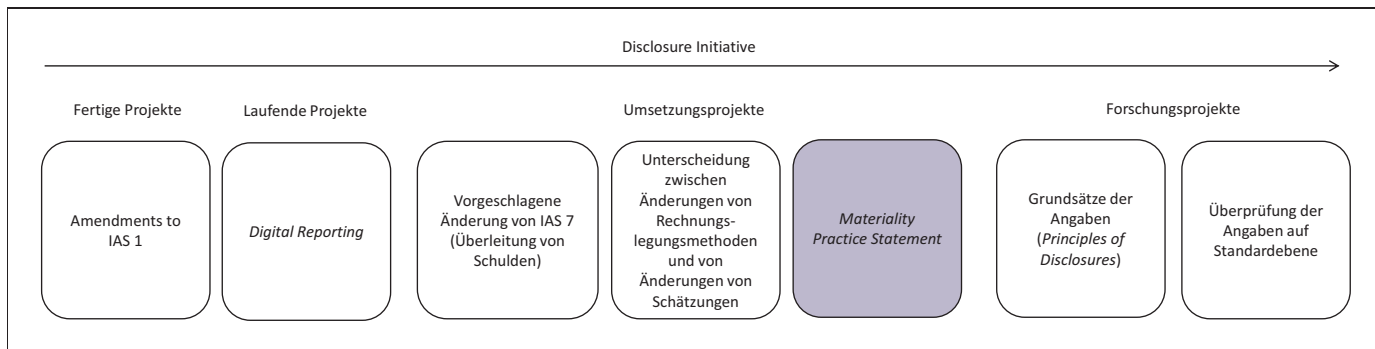 Disclosure Initiative
Fertige Projekte
Laufende Projekte
Umsetzungsprojekte
Forschungsprojekte
Amendments to
IAS 1
Digital Reporting
Vorgeschlagene
Änderung von IAS 7
(Überleitung von
Schulden)
Unterscheidung
zwischen
Änderungen von
Rechnungs-
legungsmethoden
und von
Änderungen von
Schätzungen
Materiality
Practice Statement
Grundsätze der
Angaben
(Principles of
Disclosures)
Überprüfung der
Angaben auf
Standardebene